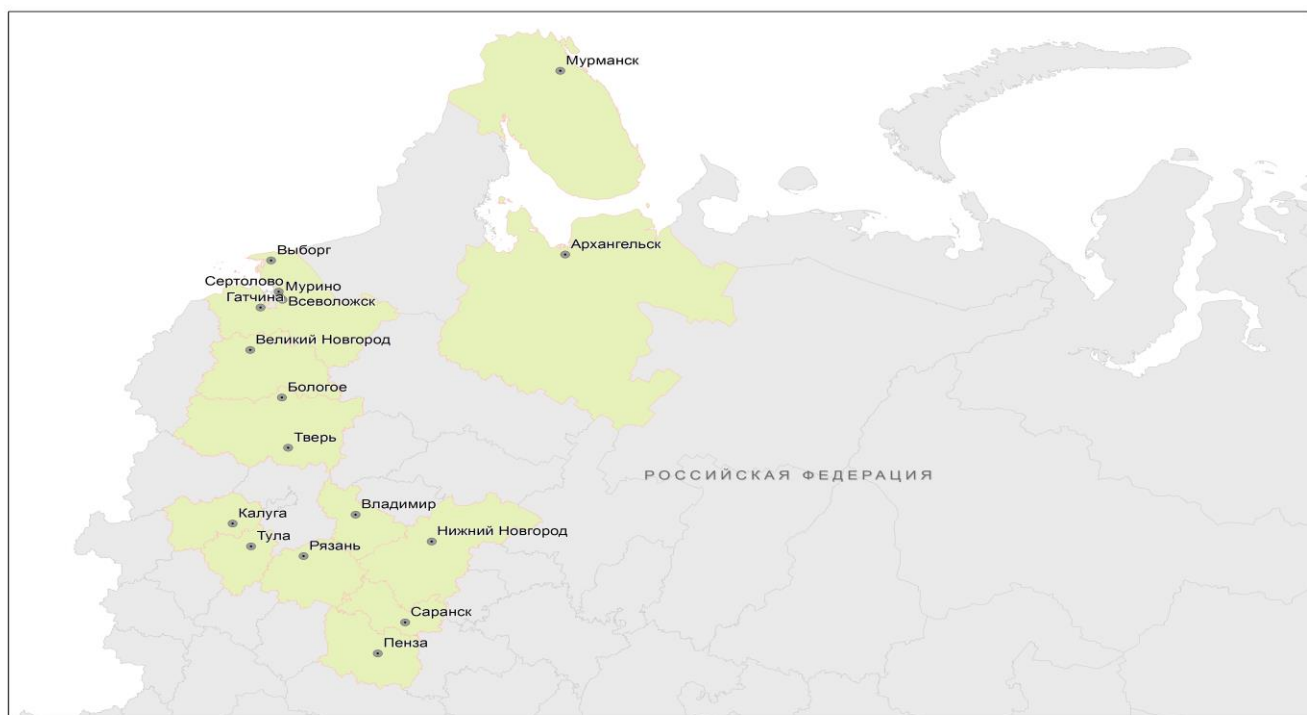 Мурманск
Архангельск
Выборг
Сертолово
Мурино
Гатчина
Всеволожск
Великий Новгород
Бологое
Тверь
РОССИЙСКАЯ ФЕДЕРАЦИЯ
Владимир
Калуга
Нижний Новгород
Тула
Рязань
Саранск
Пенза